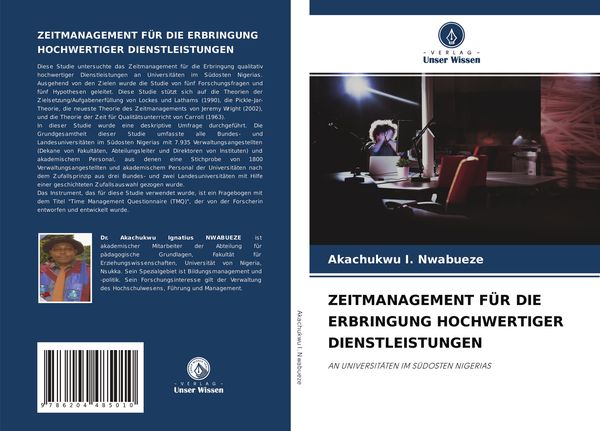 ZEITMANAGEMENT FÜR DIE ERBRINGUNG
HOCHWERTIGER DIENSTLEISTUNGEN
Diese Studie untersuchte das Zeitmanagement für die Erbringung qualitativ
hochwertiger Dienstleistungen an Universitäten im Südosten Nigerias.
Ausgehend von den Zielen wurde die Studie von fünf Forschungsfragen und
fünf Hypothesen geleitet. Diese Studie stützt sich auf die Theorien der
Zielsetzung/Aufgabenerfüllung von Lockes und Lathams (1990), die Pickle-Jar-
Theorie, die neueste Theorie des Zeitmanagements von Jeremy Wright (2002),
und die Theorie der Zeit für Qualitätsunterricht von Carroll (1963).
In dieser Studie wurde eine deskriptive Umfrage durchgeführt. Die
Grundgesamtheit dieser Studie umfasste alle Bundes- und
Landesuniversitäten im Südosten Nigerias mit 7.935 Verwaltungsangestellten
(Dekane von Fakultäten, Abteilungsleiter und Direktoren von Instituten) und
akademischem Personal, aus denen eine Stichprobe von 1800
Verwaltungsangestellten und akademischem Personal der Universitäten nach
dem Zufallsprinzip aus drei Bundes- und zwei Landesuniversitäten mit Hilfe
einer geschichteten Zufallsauswahl gezogen wurde.
Das Instrument, das für diese Studie verwendet wurde, ist ein Fragebogen mit
dem Titel "Time Management Questionnaire (TMQ)", der von der Forscherin
entworfen und entwickelt wurde.
Dr. Akachukwu Ignatius NWABUEZE ist
akademischer Mitarbeiter der Abteilung für
pädagogische Grundlagen, Fakultät für
Erziehungswissenschaften, Universität von Nigeria,
Nsukka. Sein Spezialgebiet ist Bildungsmanagement und
-politik. Sein Forschungsinteresse gilt der Verwaltung
des Hochschulwesens, Führung und Management.
9 786204 485010
– VERLAG –
Unser Wissen
Akachukwu I. Nwabueze
– VERLAG –
Unser Wissen
Akachukwu I. Nwabueze
ZEITMANAGEMENT FÜR DIE
ERBRINGUNG HOCHWERTIGER
DIENSTLEISTUNGEN
AN UNIVERSITÄTEN IM SÜDOSTEN NIGERIAS